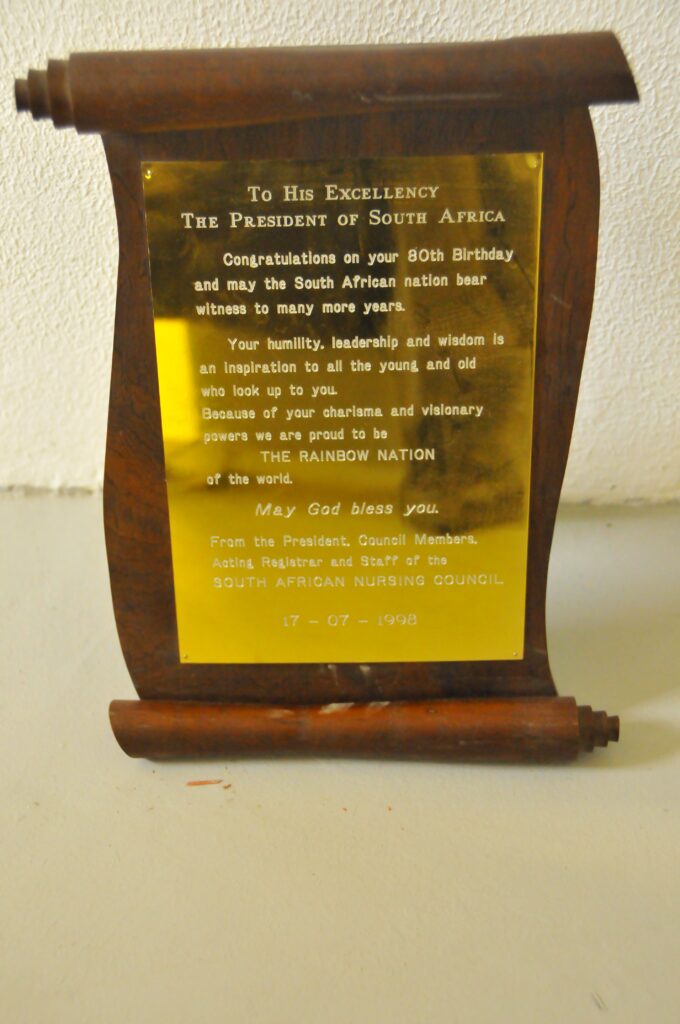 To His Excellency
The President of South Africa
Congratulations on your 80th Birthday
and may the South African nation bear
witness to many more years.
Your humility, leadership and wisdom is
an inspiration to all the young and old
who look up to you.
Because of your charisma and visionary
powers we are proud to be
THE RAINBOW NATION
of the world.
May God bless you.
From the President, Council Members,
Acting Registrar and Staff of the
SOUTH AFRICAN NURSING COUNCIL
17 - 07 - 1998